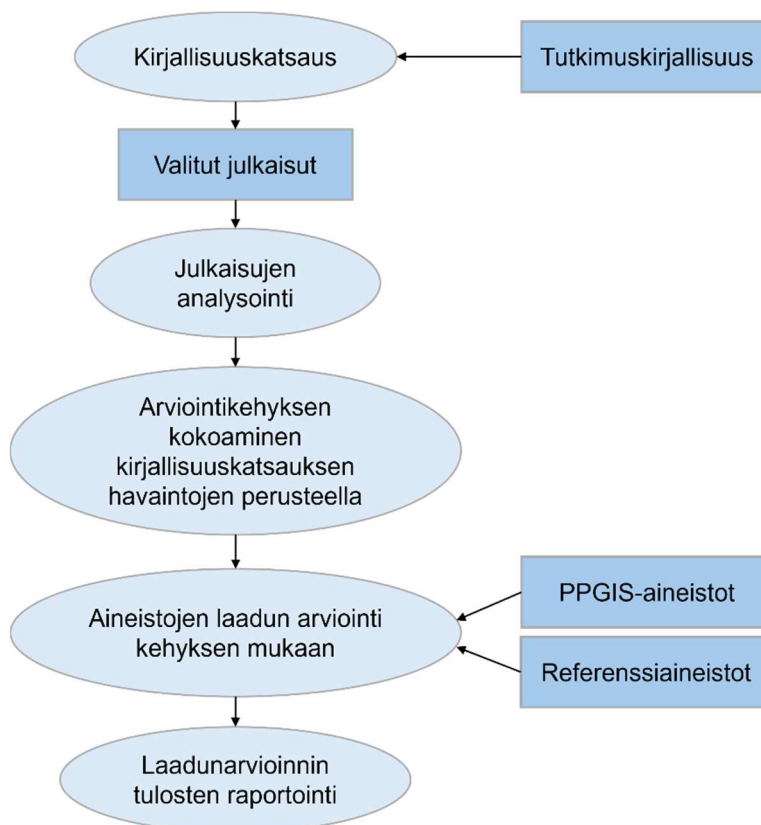 Kirjallisuuskatsaus
Tutkimuskirjallisuus
Valitut julkaisut
Julkaisujen
analysointi
Arviointikehyksen
kokoaminen
kirjallisuuskatsauksen
havaintojen perusteella
Aineistojen laadun arviointi
kehyksen mukaan
PPGIS-aineistot
Referenssiaineistot
Laadunarvioinnin
tulosten raportointi